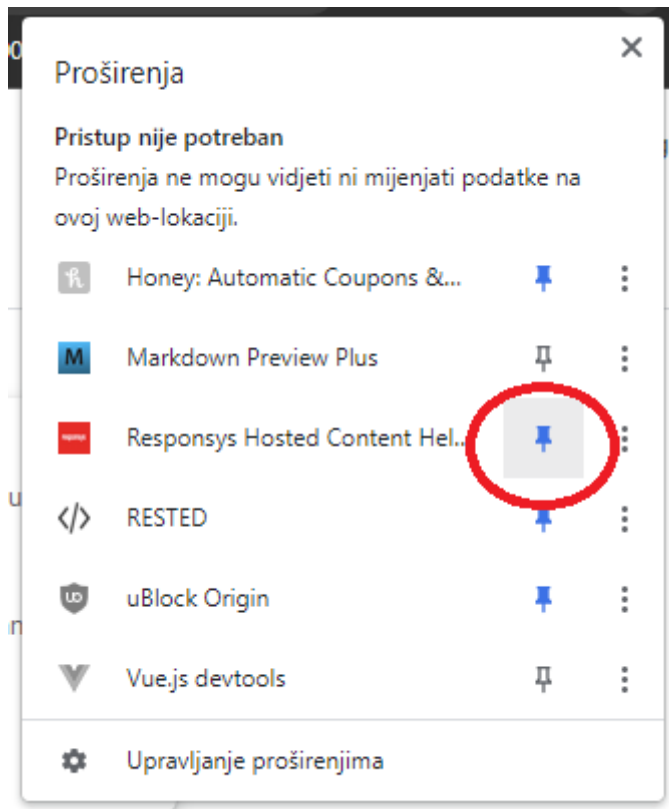 Proširenja
Pristup nije potreban
Proširenja ne mogu vidjeti ni mijenjati podatke na
ovoj web-lokaciji.
Honey: Automatic Coupons &...
M
Markdown Preview Plus
Responsys Hosted Content Hel..
</> RESTED
uBlock Origin
Vue.js devtools
Upravljanje proširenjima